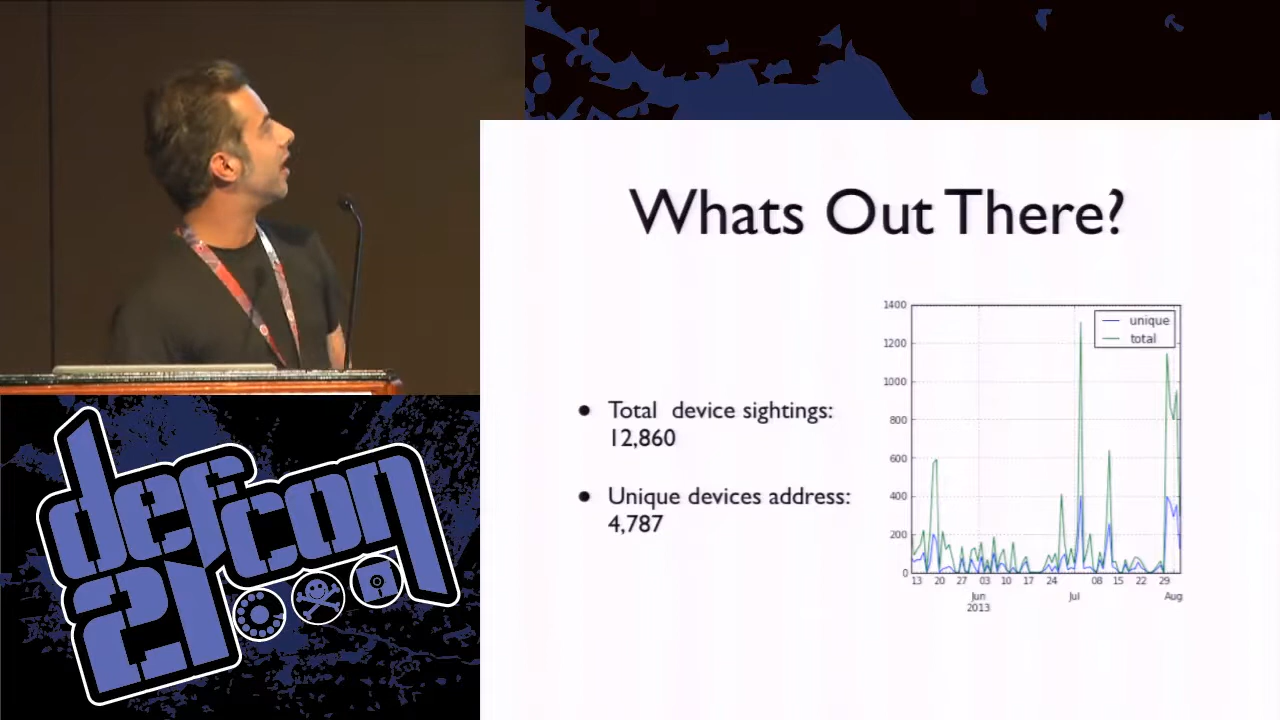 Whats Out There?
Total device sightings:
12,860
Unique devices address:
4,787
1400
1200
1000
800
600
400
200
0
unique
total
13 20 27 03 10 17 24 08 15 22 29
Jun Jul Aug
2013
defcon
21